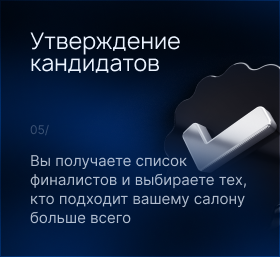 Утверждение
кандидатов
05/
Вы получаете список
финалистов и выбираете тех,
кто подходит вашему салону
больше всего